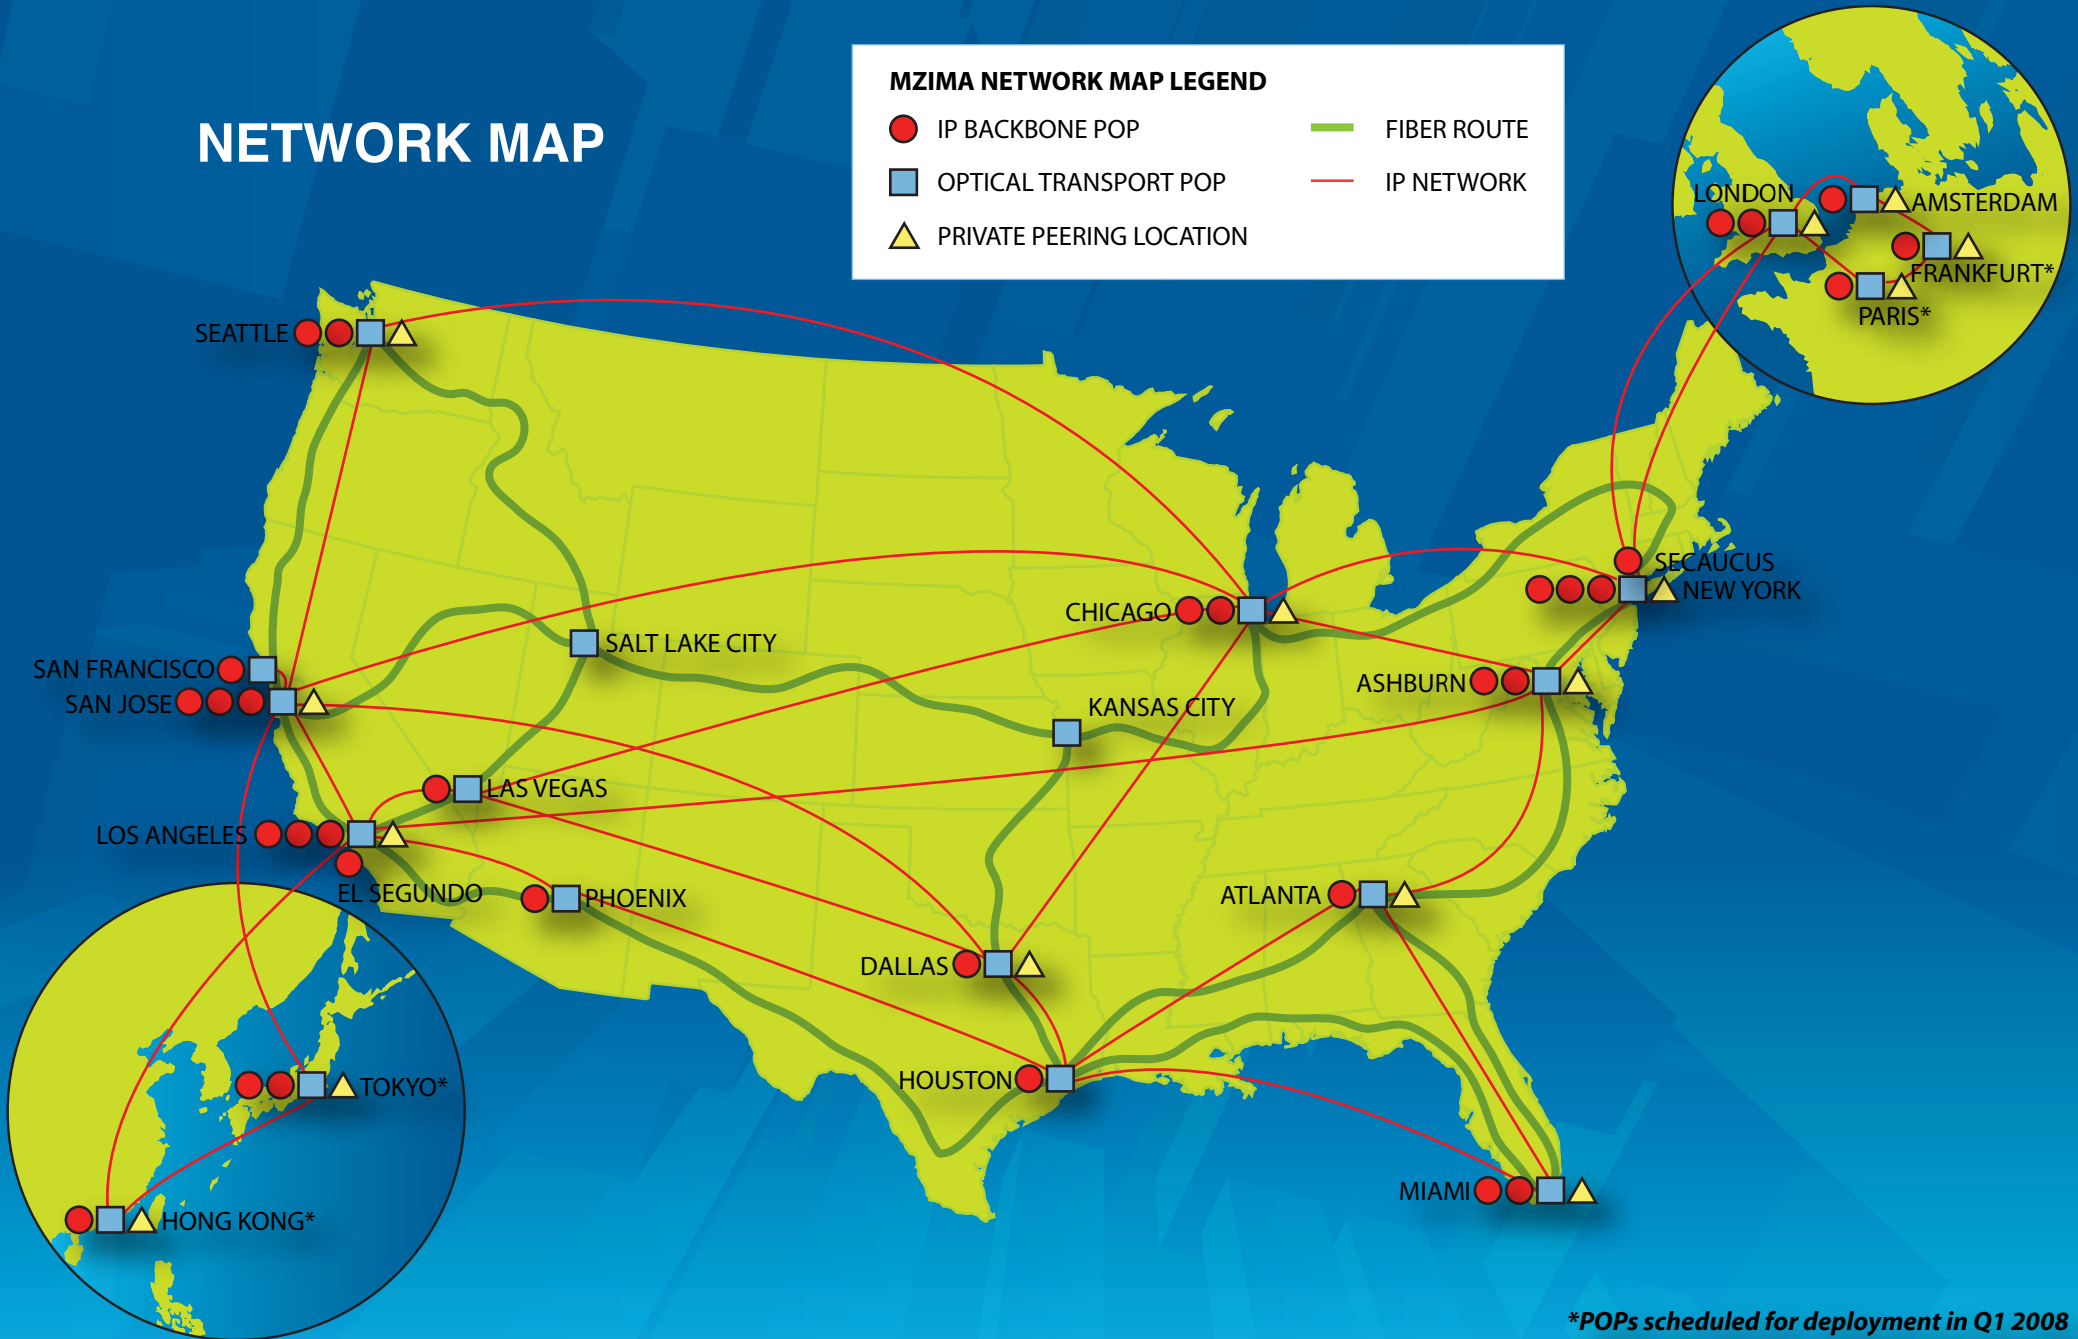 NETWORK MAP
MZIMA NETWORK MAP LEGEND
IP BACKBONE POP
FIBER ROUTE
OPTICAL TRANSPORT POP
IP NETWORK
PRIVATE PEERING LOCATION
LONDON
AMSTERDAM
FRANKFURT*
PARIS*
SEATTLE
SECAUCUS
NEW YORK
CHICAGO
SALT LAKE CITY
SAN FRANCISCO
SAN JOSE
ASHBURN
KANSAS CITY
LAS VEGAS
LOS ANGELES
EL SEGUNDO
PHOENIX
ATLANTA
DALLAS
HOUSTON
TOKYO*
MIAMI
HONG KONG*
*POPs scheduled for deployment in Q1 2008